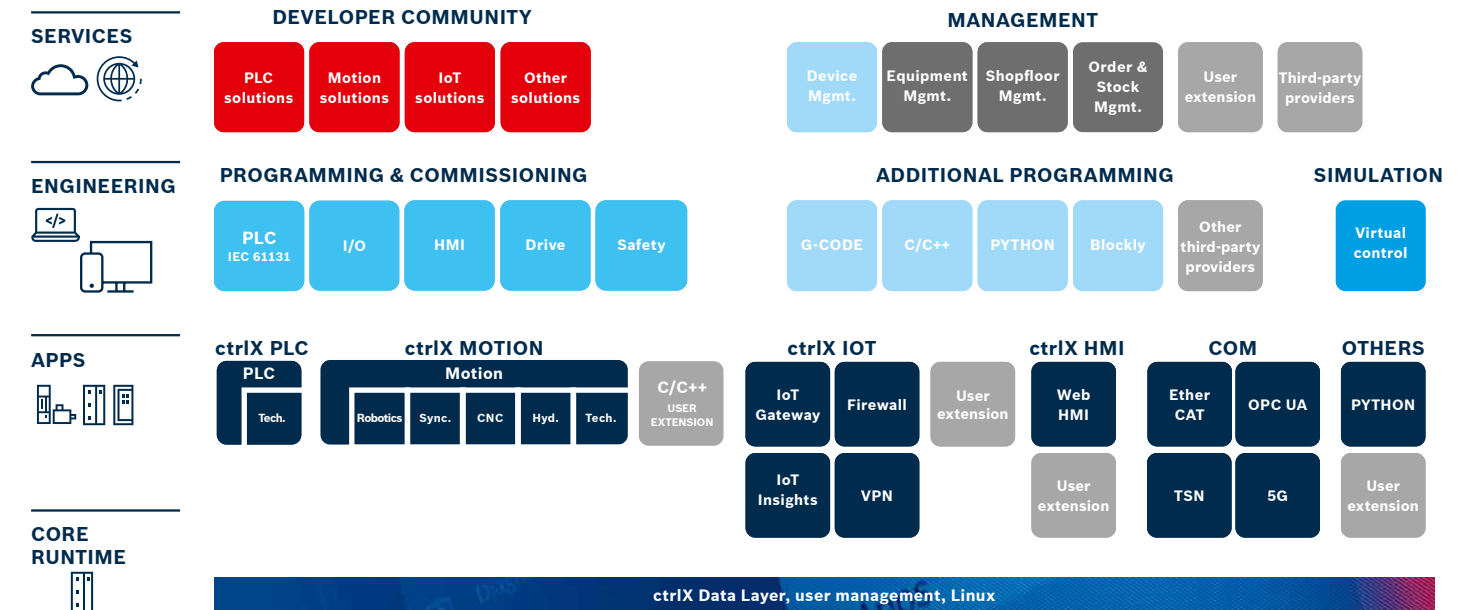 SERVICES
DEVELOPER COMMUNITY
PLC
solutions
Motion
solutions
IoT
solutions
Other
solutions
MANAGEMENT
Device
Mgmt.
Equipment
Mgmt.
Shopfloor
Mgmt.
Order &
Stock
Mgmt.
User
extension
Third-party
providers
ENGINEERING
</>
PROGRAMMING & COMMISSIONING
PLC
IEC 61131
I/O
HMI
Drive
Safety
ADDITIONAL PROGRAMMING
G-CODE
C/C++
PYTHON
Blockly
Other
third-party
providers
SIMULATION
Virtual
control
APPS
ctrlX PLC
PLC
Tech.
ctrlX MOTION
Motion
Robotics
Sync.
CNC
Hyd.
Tech.
C/C++
USER
EXTENSION
ctrlX IOT
IoT
Gateway
Firewall
User
extension
IoT
Insights
VPN
ctrlX HMI
Web
HMI
User
extension
COM
Ether
CAT
OPC UA
TSN
5G
OTHERS
PYTHON
User
extension
CORE
RUNTIME
ctrlX Data Layer, user management, Linux